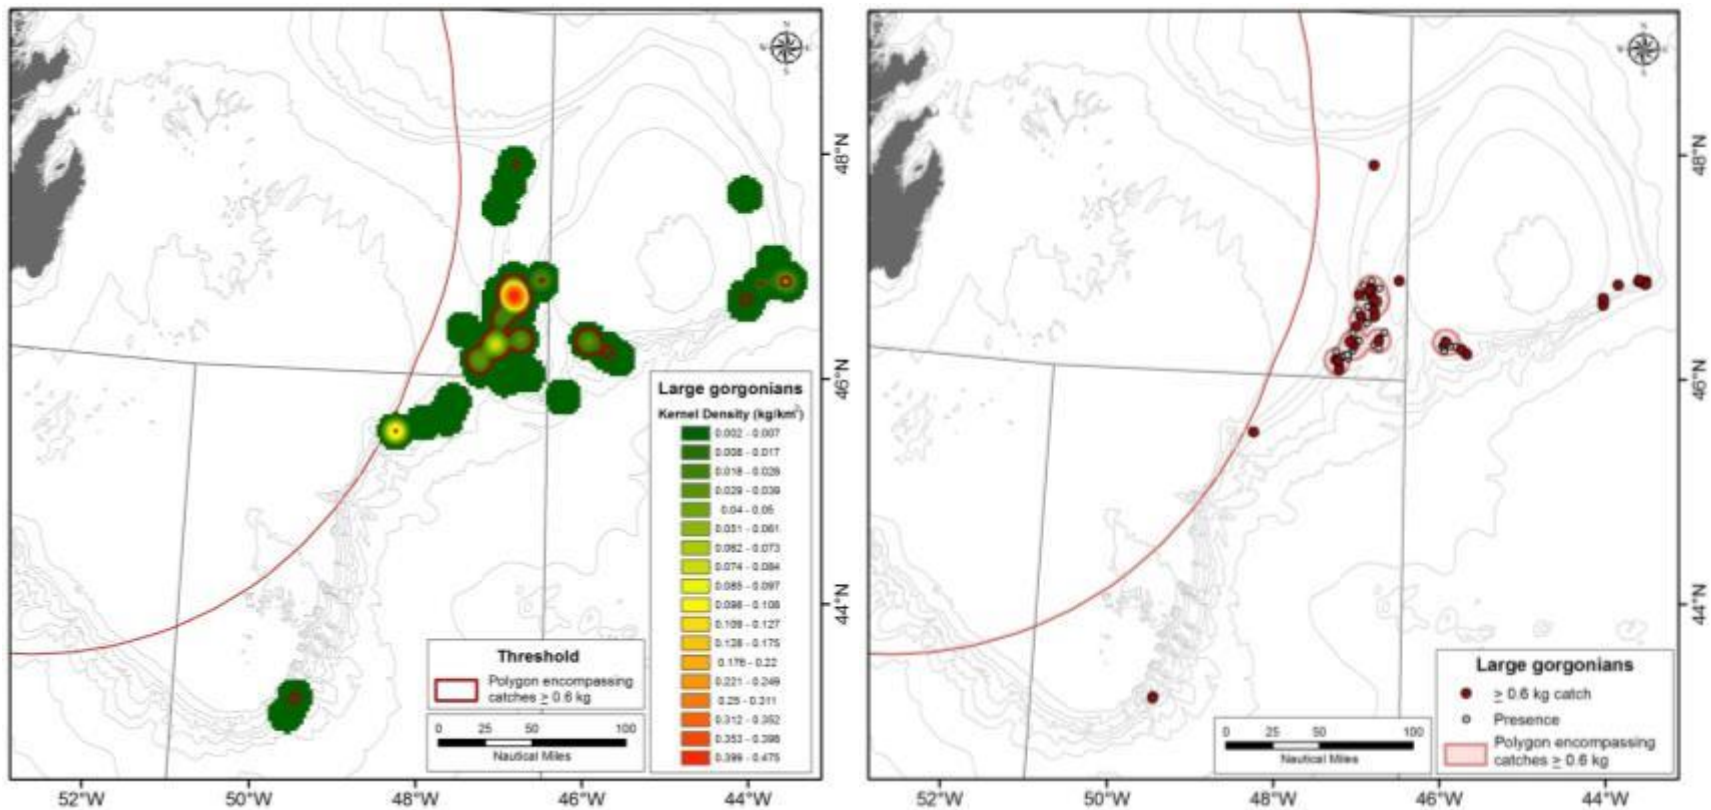 N
48°N
46°N
44°N
Large gorgonians
Kernel Density (kg/km²)
0.002 - 0.007
0.008 - 0.017
0.018 - 0.028
0.029 - 0.039
0.04 - 0.05
0.051 - 0.061
0.062 - 0.073
0.074 - 0.084
0.085 - 0.097
0.098 - 0.108
0.109 - 0.127
0.128 - 0.175
0.176 - 0.22
0.221 - 0.249
0.25 - 0.311
0.312 - 0.352
0.353 - 0.398
0.399 - 0.475
Threshold
Polygon encompassing
catches ≥ 0.6 kg
0 25 50 100
Nautical Miles
52°W 50°W 48°W 46°W 44°W
N
48°N
46°N
44°N
Large gorgonians
≥ 0.6 kg catch
Presence
Polygon encompassing
catches ≥ 0.6 kg
0 25 50 100
Nautical Miles
52°W 50°W 48°W 46°W 44°W